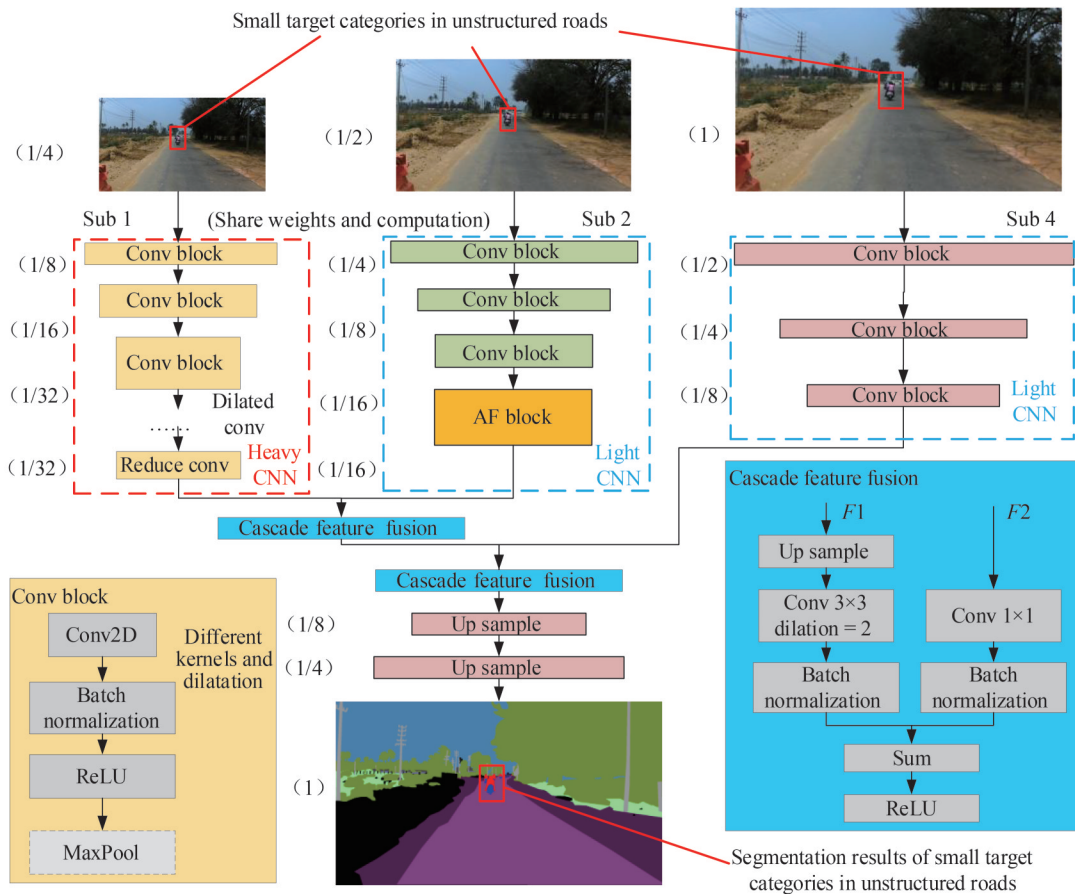 Small target categories in unstructured roads
(1/4)
(1/2)
(1)
Sub 1
(Share weights and computation)
Sub 2
Sub 4
(1/8)
Conv block
(1/16)
Conv block
(1/32)
Conv block
Dilated
conv
......
(1/32)
Reduce conv
Heavy
CNN
(1/4)
Conv block
(1/8)
Conv block
Conv block
(1/16)
AF block
(1/16)
Light
CNN
(1/2)
Conv block
(1/4)
Conv block
(1/8)
Conv block
Light
CNN
Cascade feature fusion
Cascade feature fusion
(1/8)
Up sample
(1/4)
Up sample
(1)
Conv block
Conv2D
Different
kernels and
dilatation
Batch
normalization
ReLU
MaxPool
Cascade feature fusion
F1
F2
Up sample
Conv 3×3
dilation = 2
Conv 1×1
Batch
normalization
Batch
normalization
Sum
ReLU
Segmentation results of small target
categories in unstructured roads